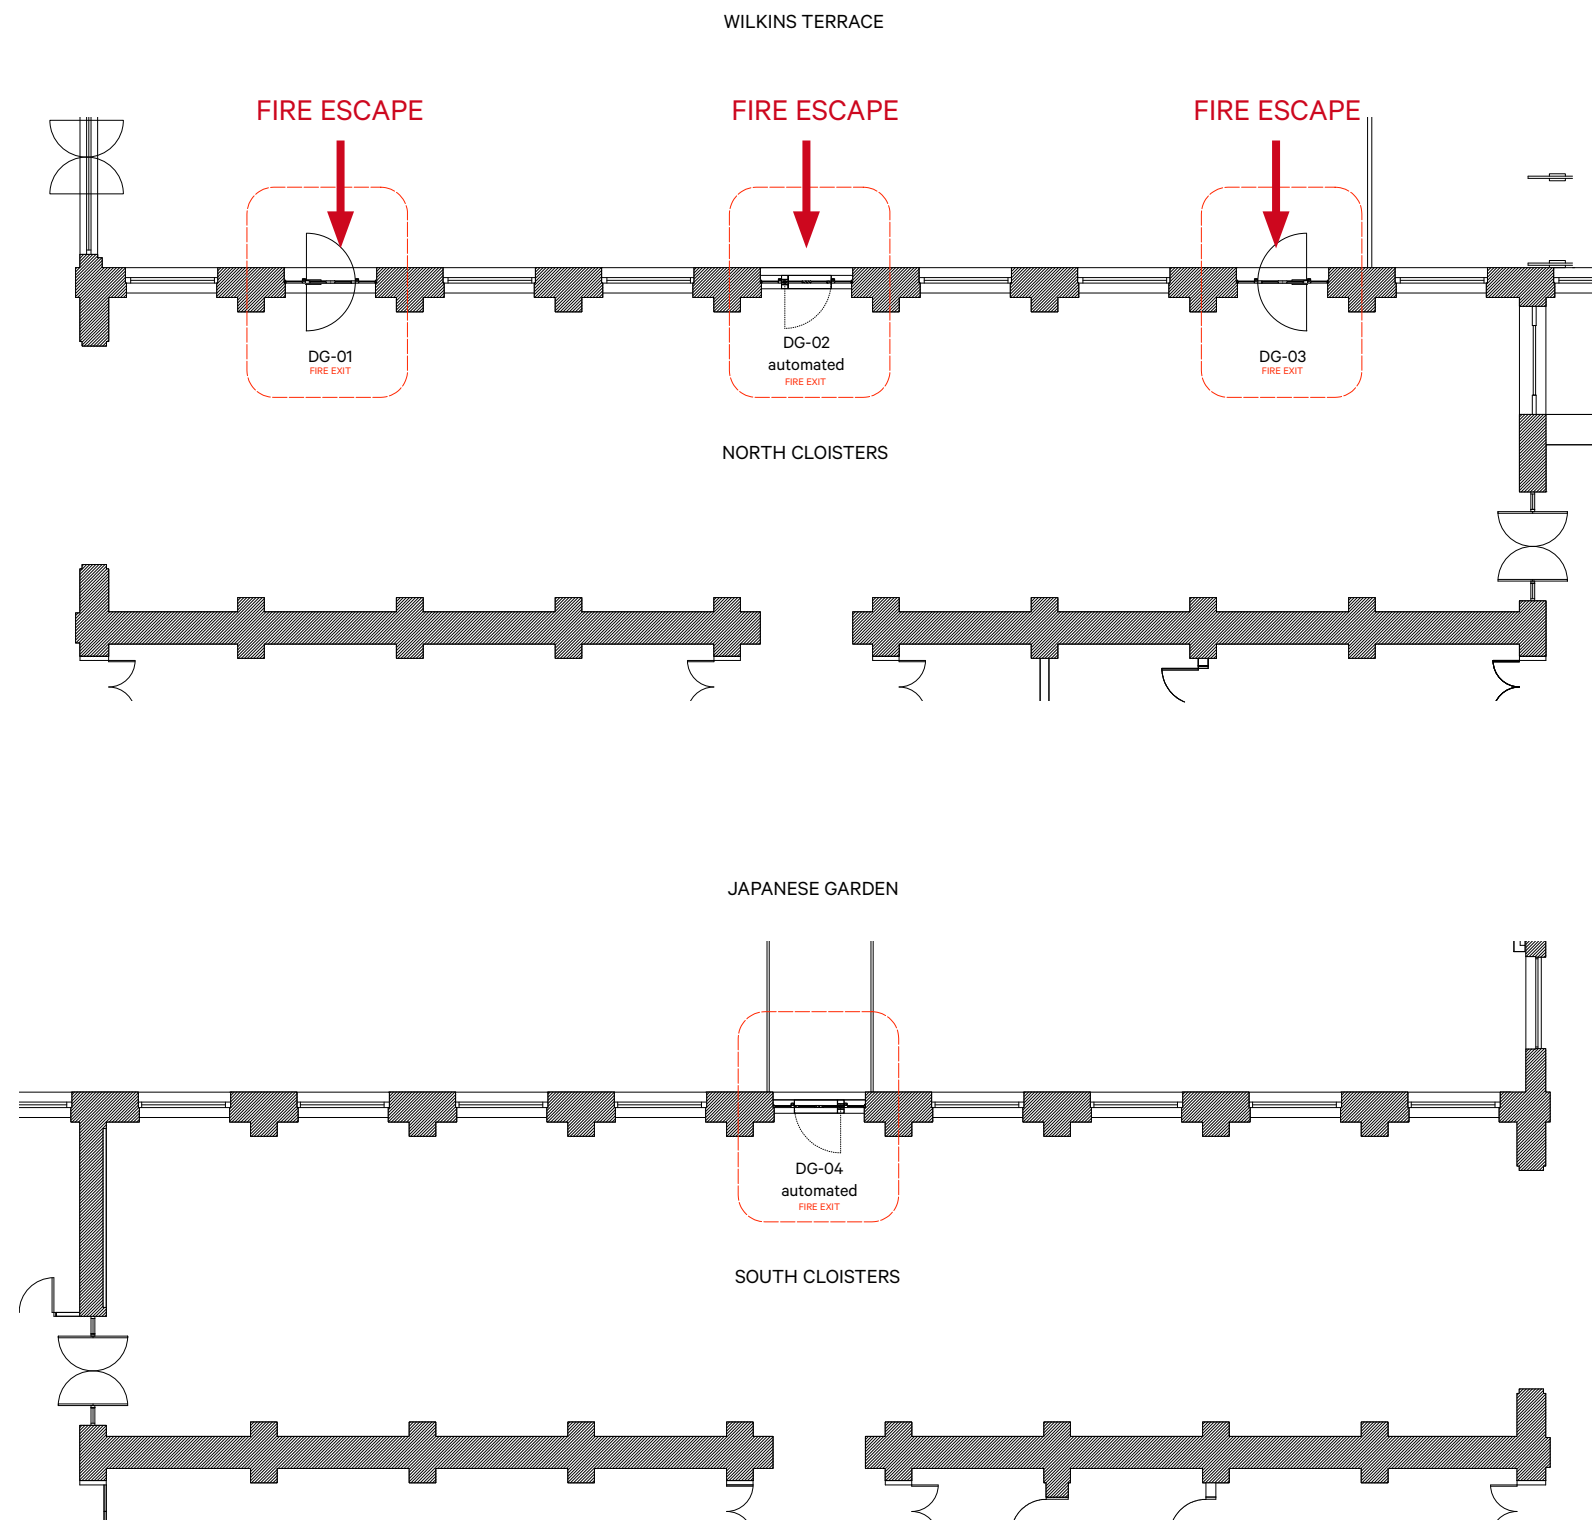 WILKINS TERRACE
FIRE ESCAPE
FIRE ESCAPE
FIRE ESCAPE
DG-01
FIRE EXIT
DG-02
automated
FIRE EXIT
DG-03
FIRE EXIT
NORTH CLOISTERS
JAPANESE GARDEN
DG-04
automated
FIRE EXIT
SOUTH CLOISTERS